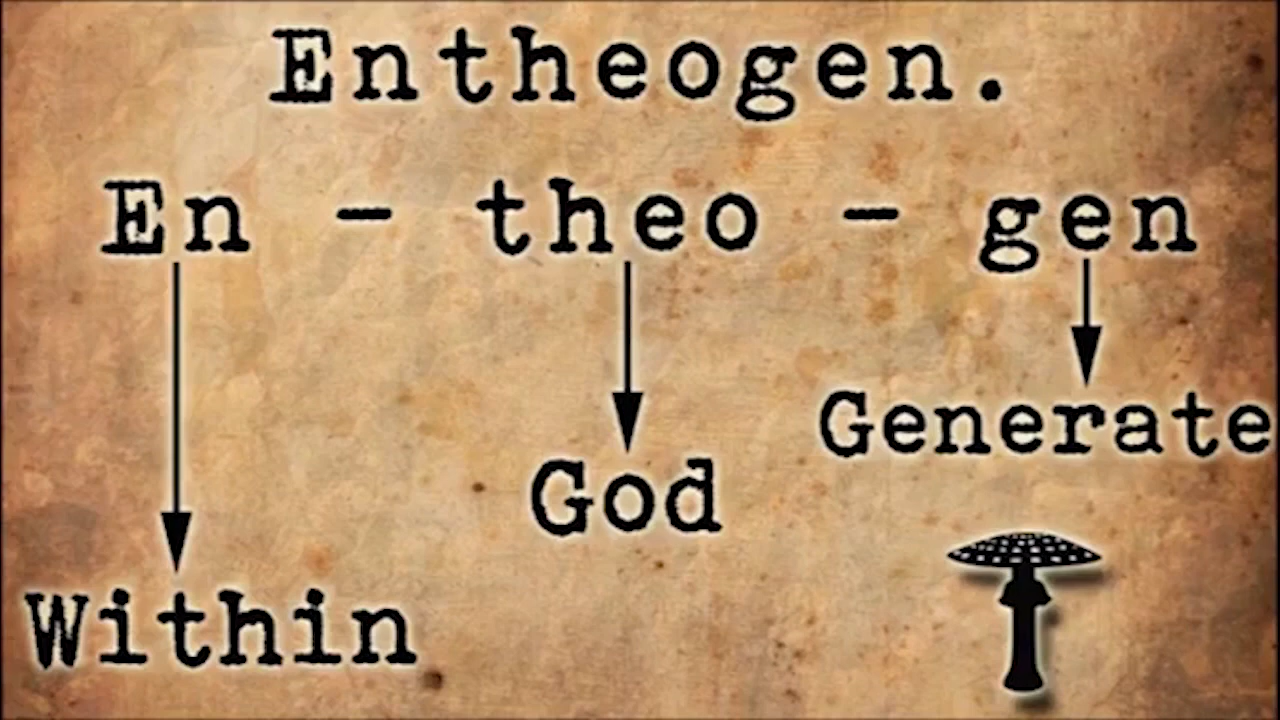 Entheogen.
En - theo - gen
Generate
God
Within